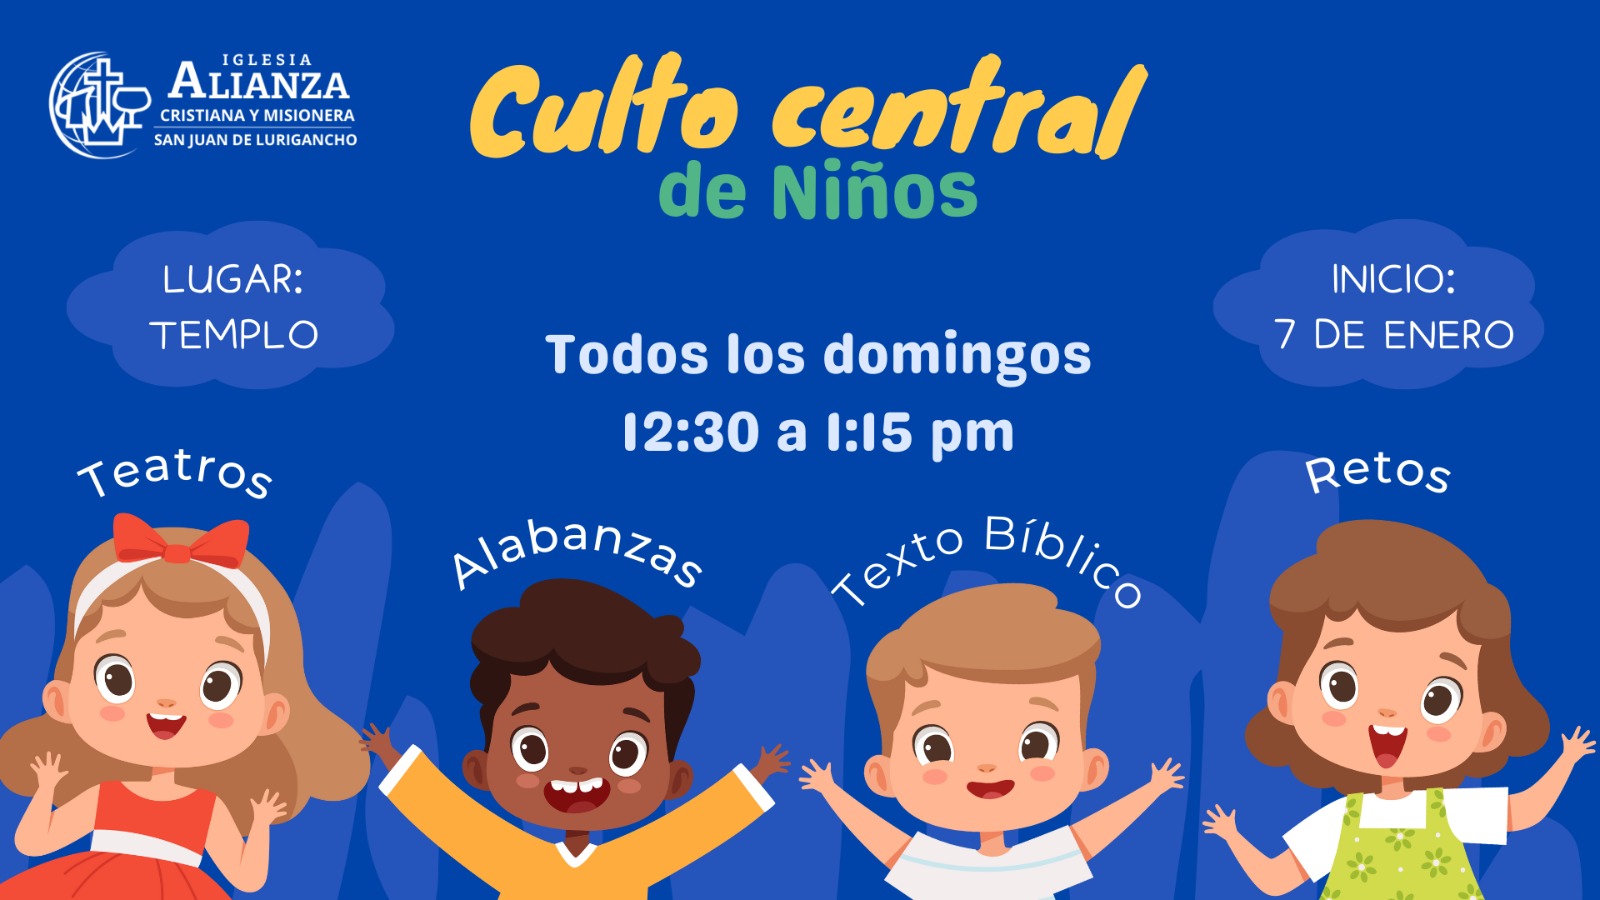 IGLESIA
ALIANZA
CRISTIANA Y MISIONERA
SAN JUAN DE LURIGANCHO
Culto central
de Niños
LUGAR:
TEMPLO
INICIO:
7 DE ENERO
Todos los domingos
12:30 a 1:15 pm
Teatros
Alabanzas
Texto Bíblico
Retos